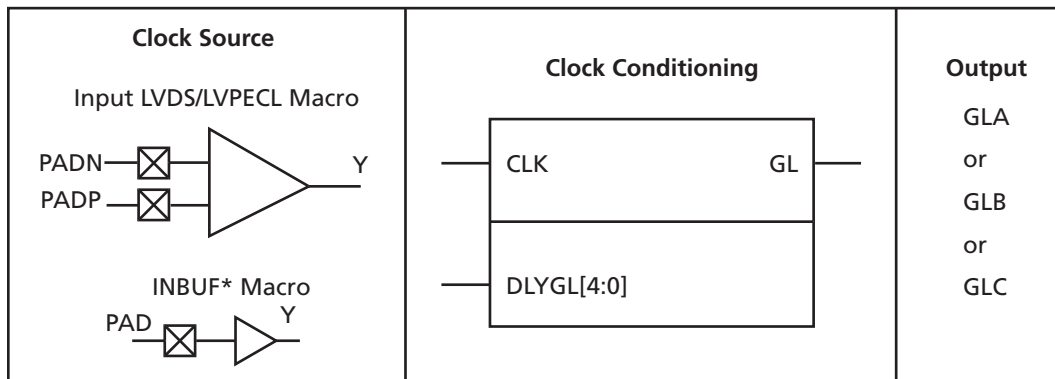 Clock Source
Input LVDS/LVPECL Macro
PADN
PADP
Y
INBUF* Macro
PAD
Y
Clock Conditioning
CLK
GL
DLYGL[4:0]
Output
GLA
or
GLB
or
GLC